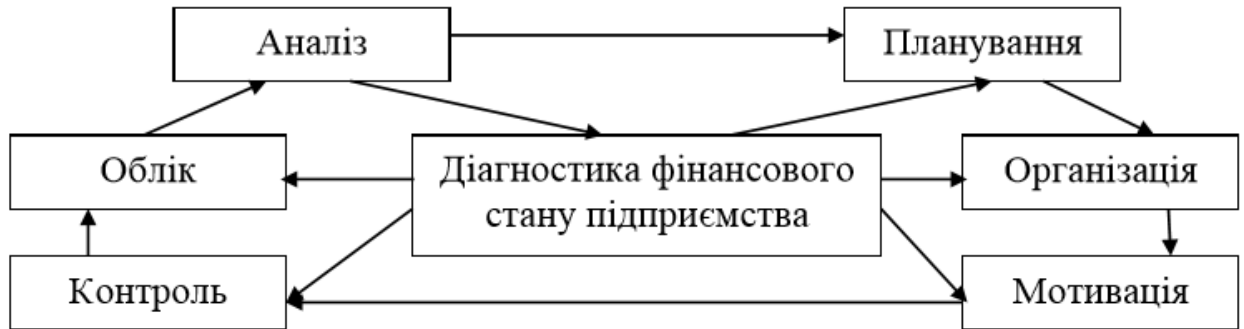 Аналіз
Планування
Облік
Діагностика фінансового
стану підприємства
Організація
Контроль
Мотивація